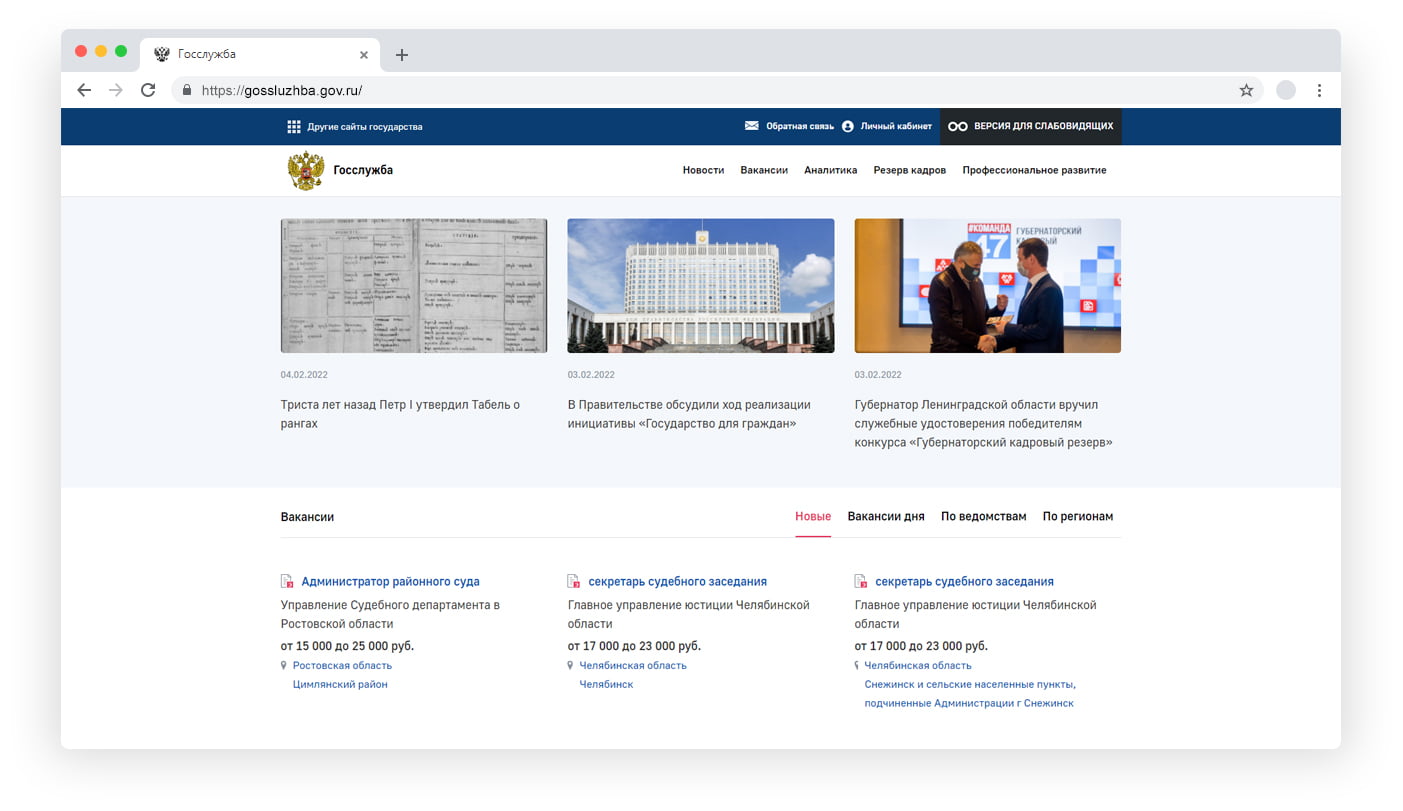 Госслужба
https://gossluzhba.gov.ru/
Другие сайты государства
Обратная связь
Личный кабинет
ВЕРСИЯ ДЛЯ СЛАБОВИДЯЩИХ
Госслужба
Новости
Вакансии
Аналитика
Резерв кадров
Профессиональное развитие
#КОМАНДА
47
ГУБЕРНАТОРСКИЙ
04.02.2022
Триста лет назад Петр I утвердил Табель о
рангах
03.02.2022
В Правительстве обсудили ход реализации
инициативы «Государство для граждан»
03.02.2022
Губернатор Ленинградской области вручил
служебные удостоверения победителям
конкурса «Губернаторский кадровый резерв»
Вакансии
Новые
Вакансии дня
По ведомствам
По регионам
Администратор районного суда
Управление Судебного департамента в
Ростовской области
от 15 000 до 25 000 руб.
Ростовская область
Цимлянский район
секретарь судебного заседания
Главное управление юстиции Челябинской
области
от 17 000 до 23 000 руб.
Челябинская область
Челябинск
секретарь судебного заседания
Главное управление юстиции Челябинской
области
от 17 000 до 23 000 руб.
Челябинская область
Снежинск и сельские населенные пункты,
подчиненные Администрации г Снежинск